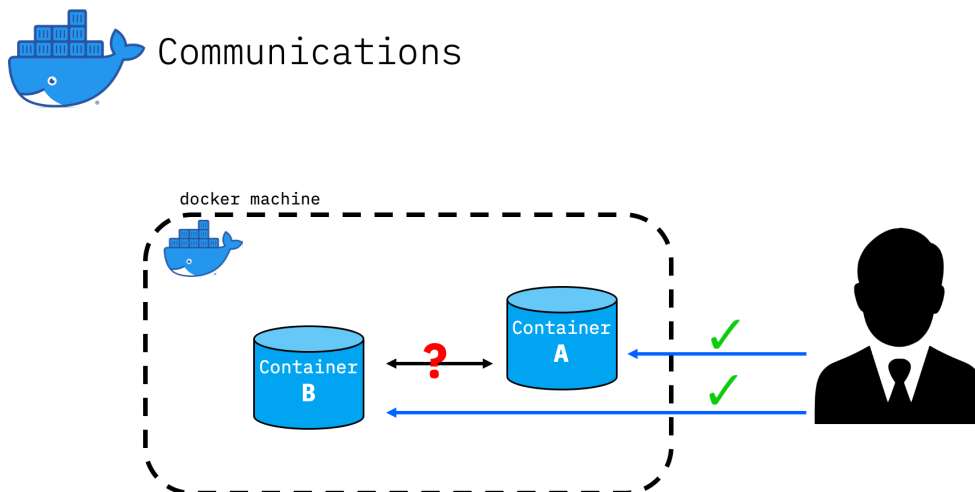 Communications
docker machine
Container
A
?
Container
B